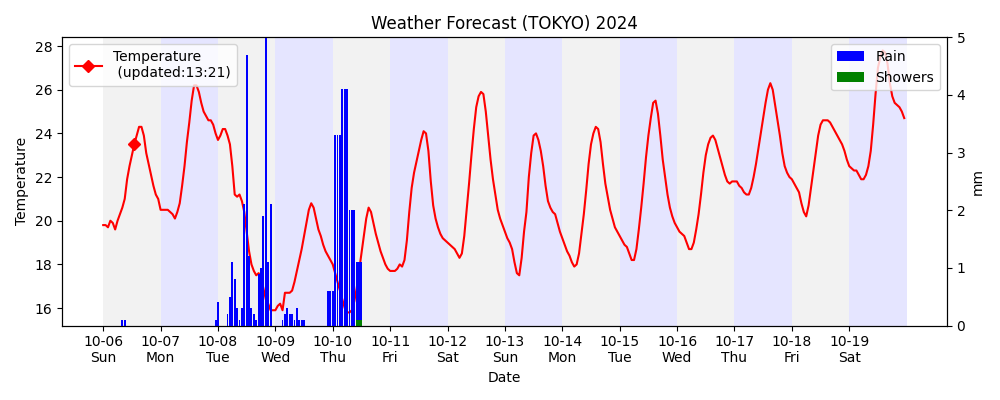 Weather Forecast (TOKYO) 2024
Temperature
(updated:13:21)
Rain
Showers
Temperature
28
26
24
22
20
18
16
5
4
3
2
1
0
mm
10-06 10-07 10-08 10-09 10-10 10-11 10-12 10-13 10-14 10-15 10-16 10-17 10-18 10-19
Sun Mon Tue Wed Thu Fri Sat Sun Mon Tue Wed Thu Fri Sat
Date